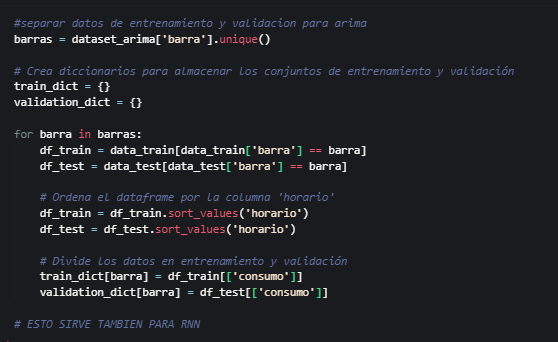 #separar datos de entrenamiento y validacion para arima
barras = dataset_arima['barra'].unique()
# Crea diccionarios para almacenar los conjuntos de entrenamiento y validación
train_dict = {}
validation_dict = {}
for barra in barras:
df_train = data_train[data_train['barra'] == barra]
df_test = data_test[data_test['barra'] == barra]
# Ordena el dataframe por la columna 'horario'
df_train = df_train.sort_values('horario')
df_test = df_test.sort_values('horario')
# Divide los datos en entrenamiento y validación
train_dict[barra] = df_train[['consumo']]
validation_dict[barra] = df_test[['consumo']]
# ESTO SIRVE TAMBIEN PARA RNN